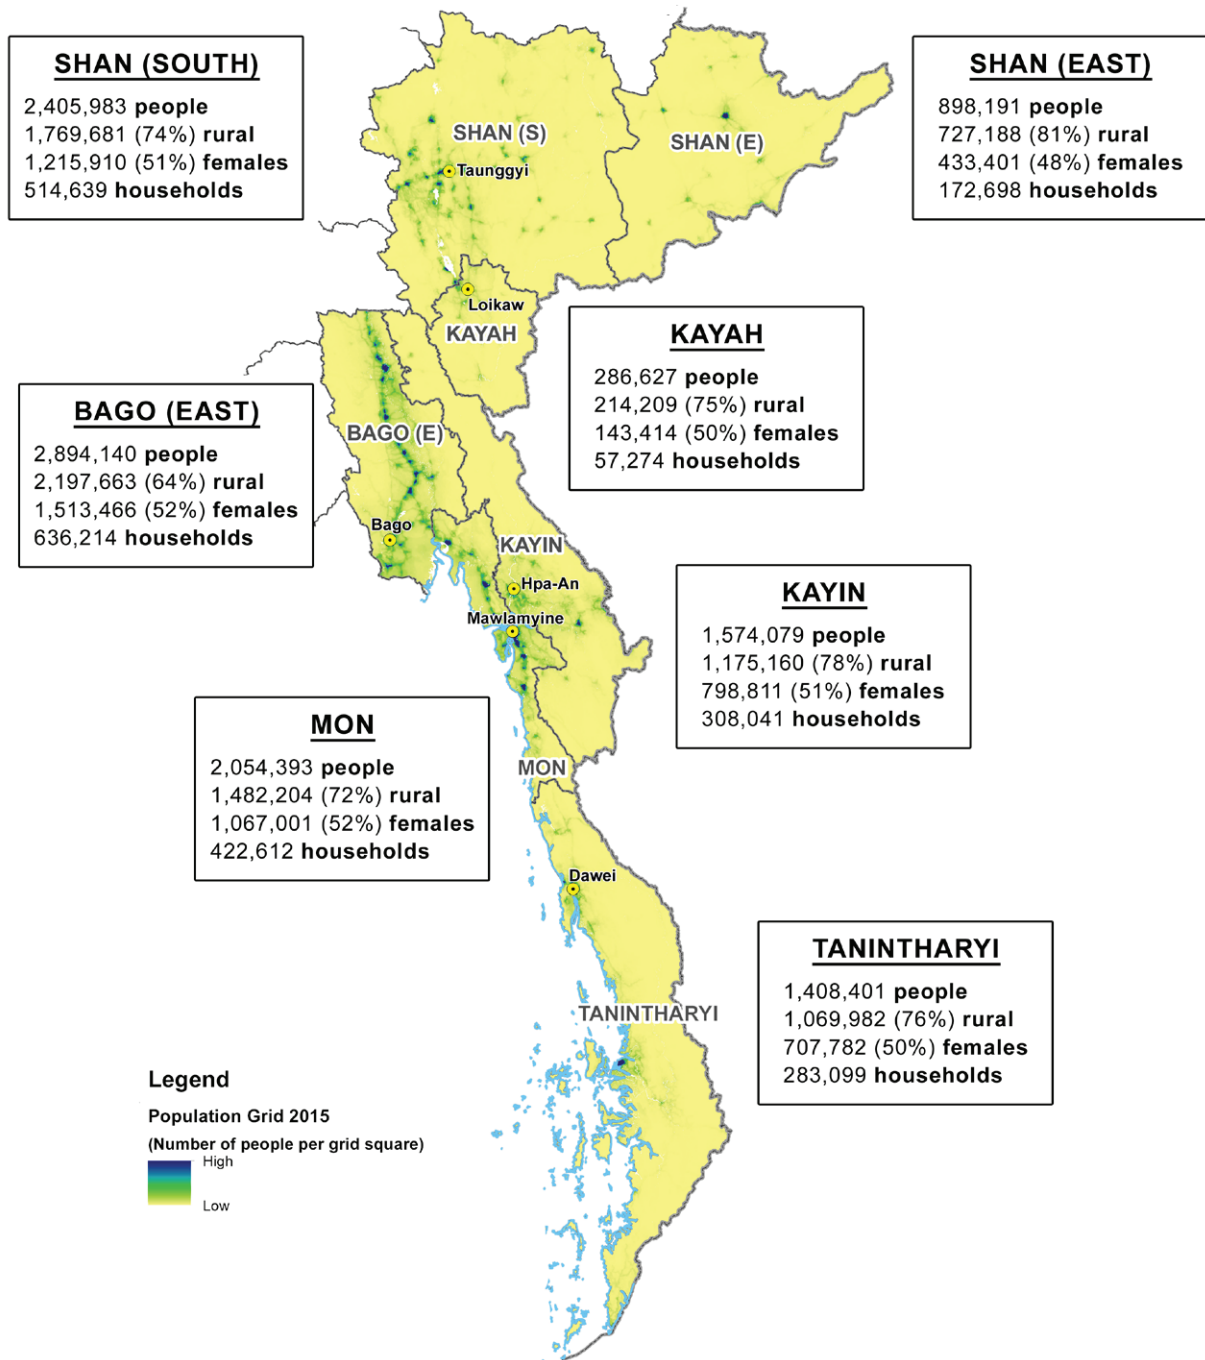 SHAN (SOUTH)
2,405,983 people
1,769,681 (74%) rural
1,215,910 (51%) females
514,639 households
SHAN (EAST)
898,191 people
727,188 (81%) rural
433,401 (48%) females
172,698 households
SHAN (S)
SHAN (E)
Taunggyi
Loikaw
KAYAH
KAYAH
286,627 people
214,209 (75%) rural
143,414 (50%) females
57,274 households
BAGO (EAST)
2,894,140 people
2,197,663 (64%) rural
1,513,466 (52%) females
636,214 households
BAGO (E)
Bago
KAYIN
Hpa-An
Mawlamyine
KAYIN
1,574,079 people
1,175,160 (78%) rural
798,811 (51%) females
308,041 households
MON
2,054,393 people
1,482,204 (72%) rural
1,067,001 (52%) females
422,612 households
MON
Dawei
TANINTHARYI
1,408,401 people
1,069,982 (76%) rural
707,782 (50%) females
283,099 households
TANINTHARYI
Legend
Population Grid 2015
(Number of people per grid square)
High
Low